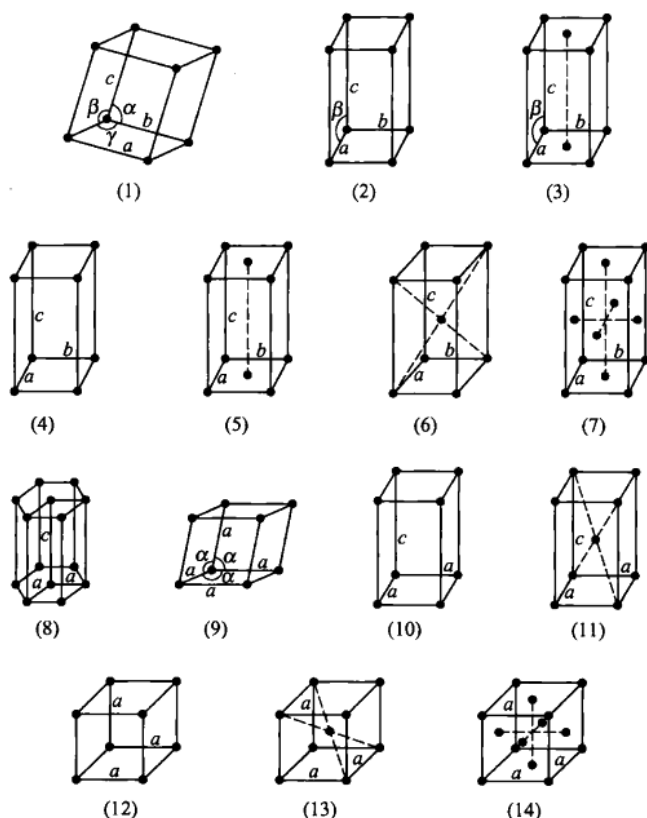 c
β α
b
γ
a
(1)
c
β
b
a
(2)
c
β
b
a
(3)
c
b
a
(4)
c
b
a
(5)
c
b
a
(6)
c
b
a
(7)
c
a a
(8)
a
α α
a α a
a
(9)
c
a
a
(10)
c
a
a
(11)
a
a
a
(12)
a
a
a
(13)
a
a
a
(14)